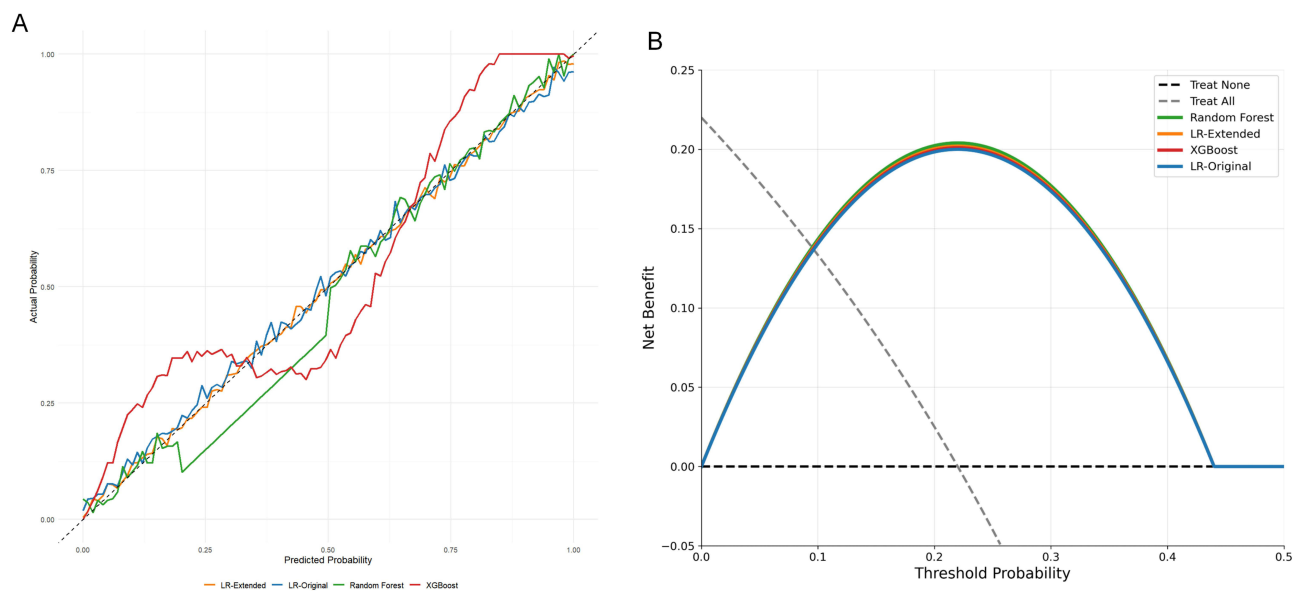 A
1.00
0.75
0.50
0.25
0.00
Actual Probability
0.00 0.25 0.50 0.75 1.00
Predicted Probability
LR-Extended LR-Original Random Forest XGBoost
B
0.25
0.20
0.15
0.10
0.05
0.00
−0.05
Net Benefit
0.0 0.1 0.2 0.3 0.4 0.5
Threshold Probability
Treat None
Treat All
Random Forest
LR-Extended
XGBoost
LR-Original